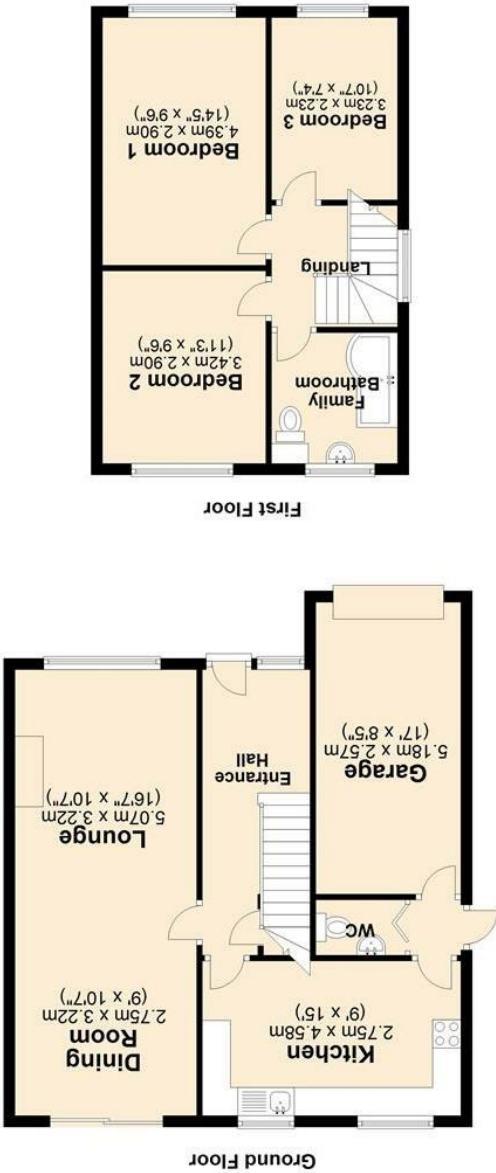 Ground Floor
Kitchen
2.75m x 4.58m
(9' x 15')
Dining
Room
2.75m x 3.22m
(9' x 10'7")
WC
Lounge
5.07m x 3.22m
(16'7" x 10'7")
Garage
5.18m x 2.57m
(17' x 8'5")
Entrance
Hall
First Floor
Family
Bathroom
Bedroom 2
3.42m x 2.90m
(11'3" x 9'6")
Landing
Bedroom 1
4.39m x 2.90m
(14'5" x 9'6")
Bedroom 3
3.23m x 2.23m
(10'7" x 7'4")